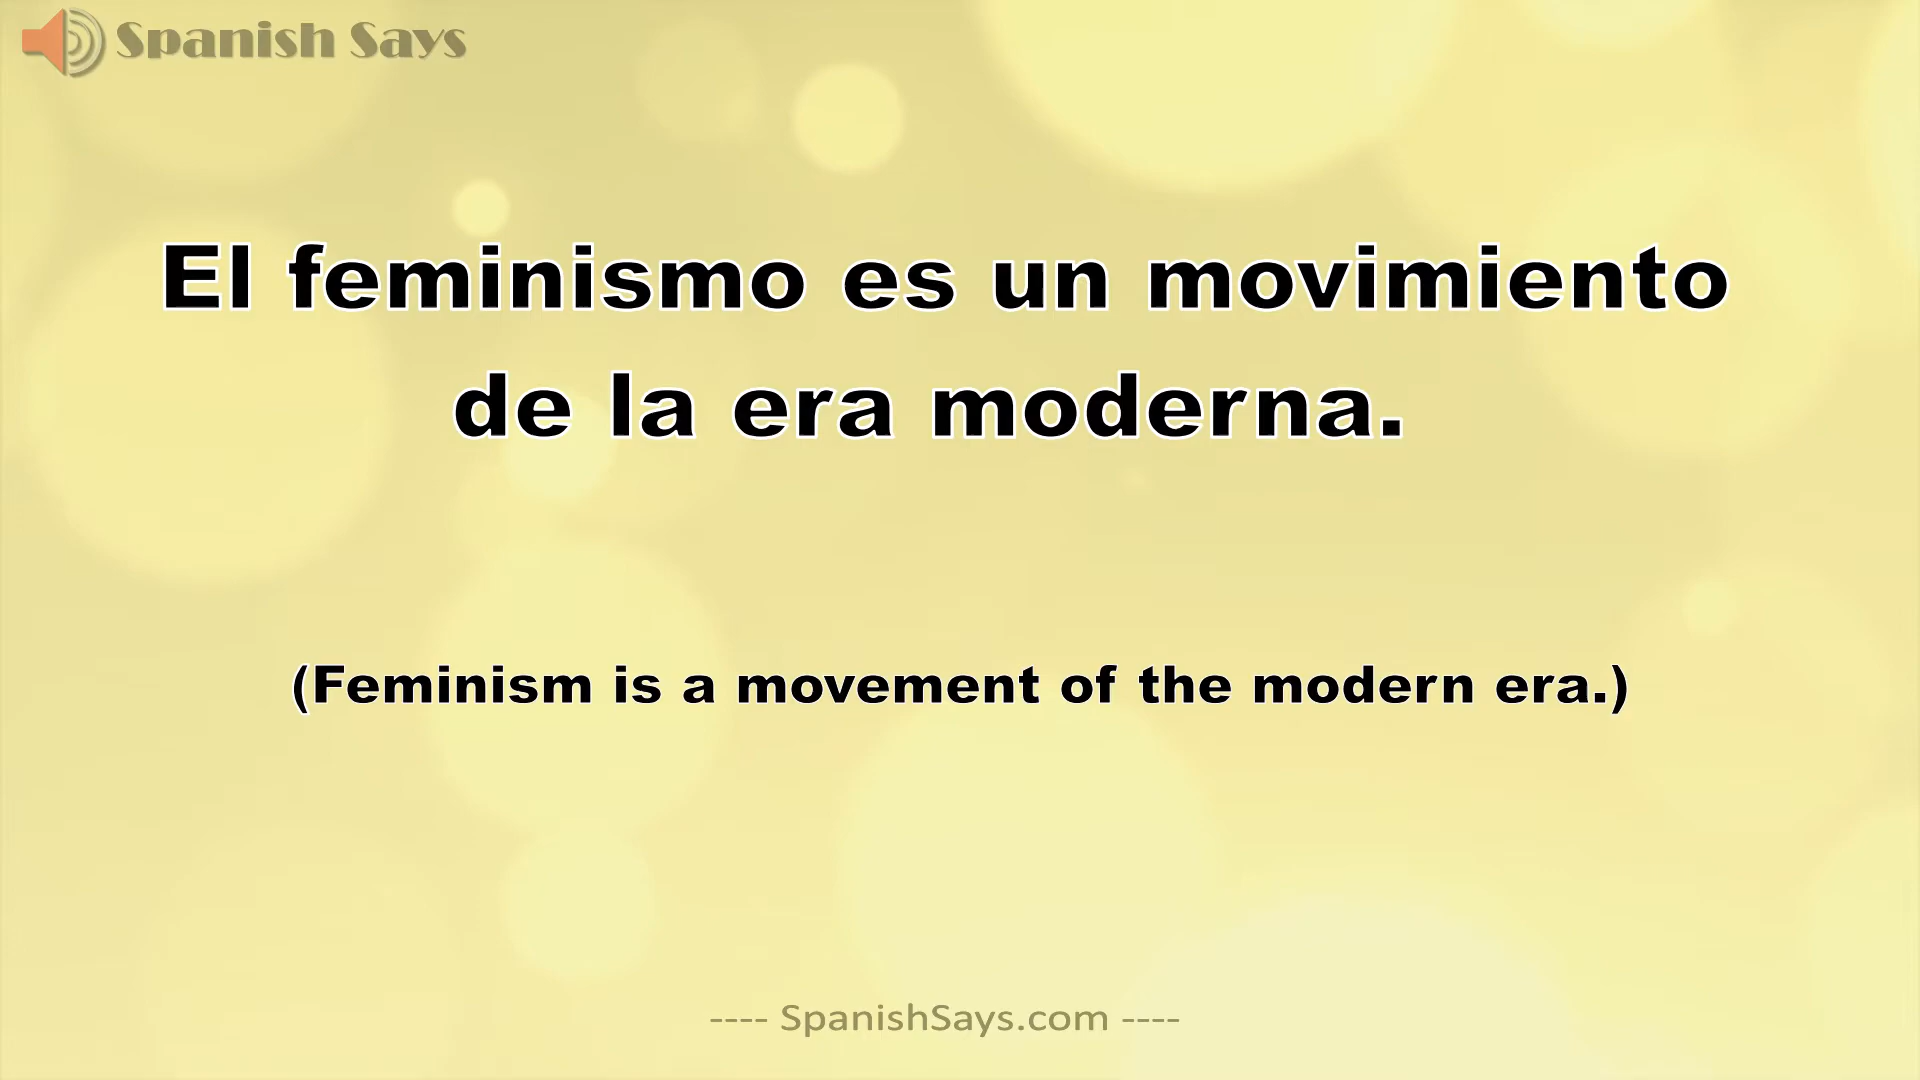 Spanish Says
El feminismo es un movimiento
de la era moderna.
(Feminism is a movement of the modern era.)
---- SpanishSays.com ----